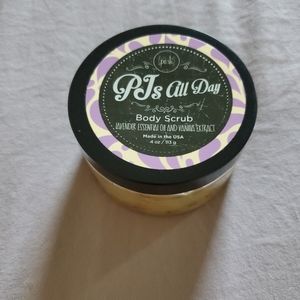 posh
PJs all Day
Body Scrub
LAVENDER ESSENTIAL OIL AND VANILLA EXTRACT
Made in the USA
4 oz / 113 g